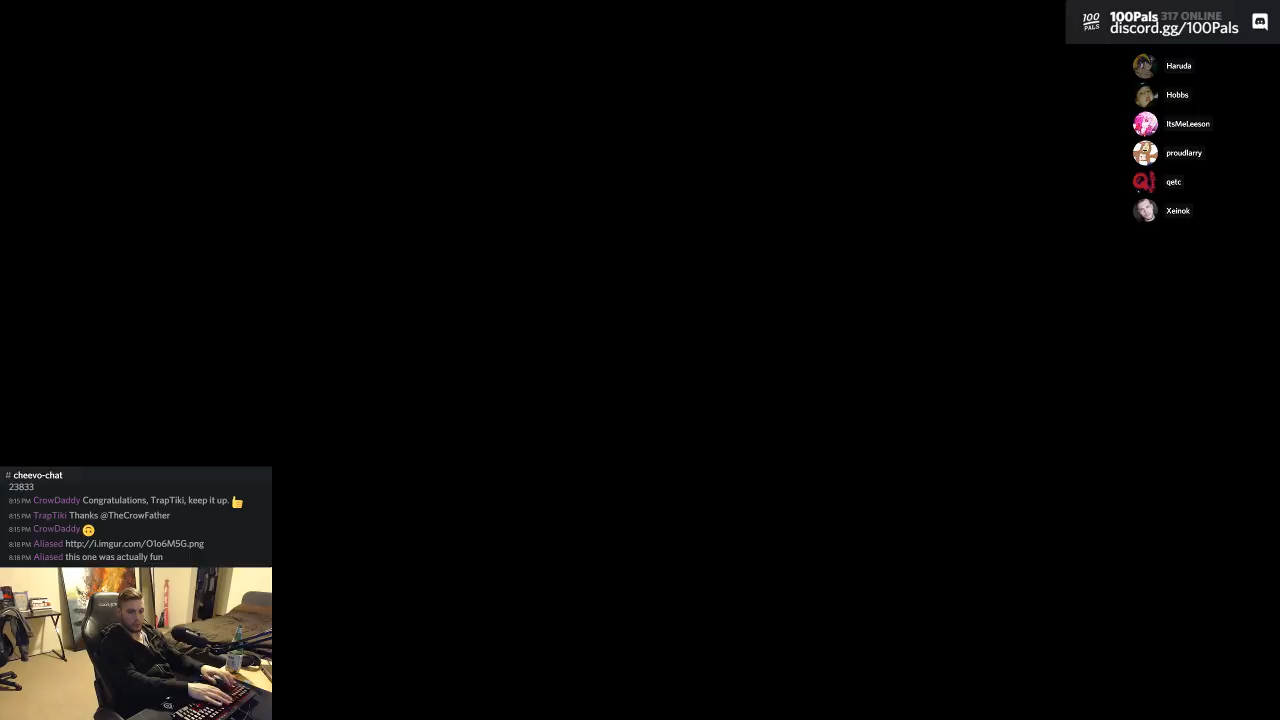 100 PALS
100Pals 317 ONLINE
discord.gg/100Pals
Haruda
Hobbs
ItsMeLeeson
proudlarry
qetc
Xeinok
# cheevo-chat
23833
8:15 PM CrowDaddy Congratulations, TrapTiki, keep it up. 👍
8:15 PM TrapTiki Thanks @TheCrowFather
8:15 PM CrowDaddy 🙃
8:18 PM Aliased http://i.imgur.com/O1o6M5G.png
8:18 PM Aliased this one was actually fun